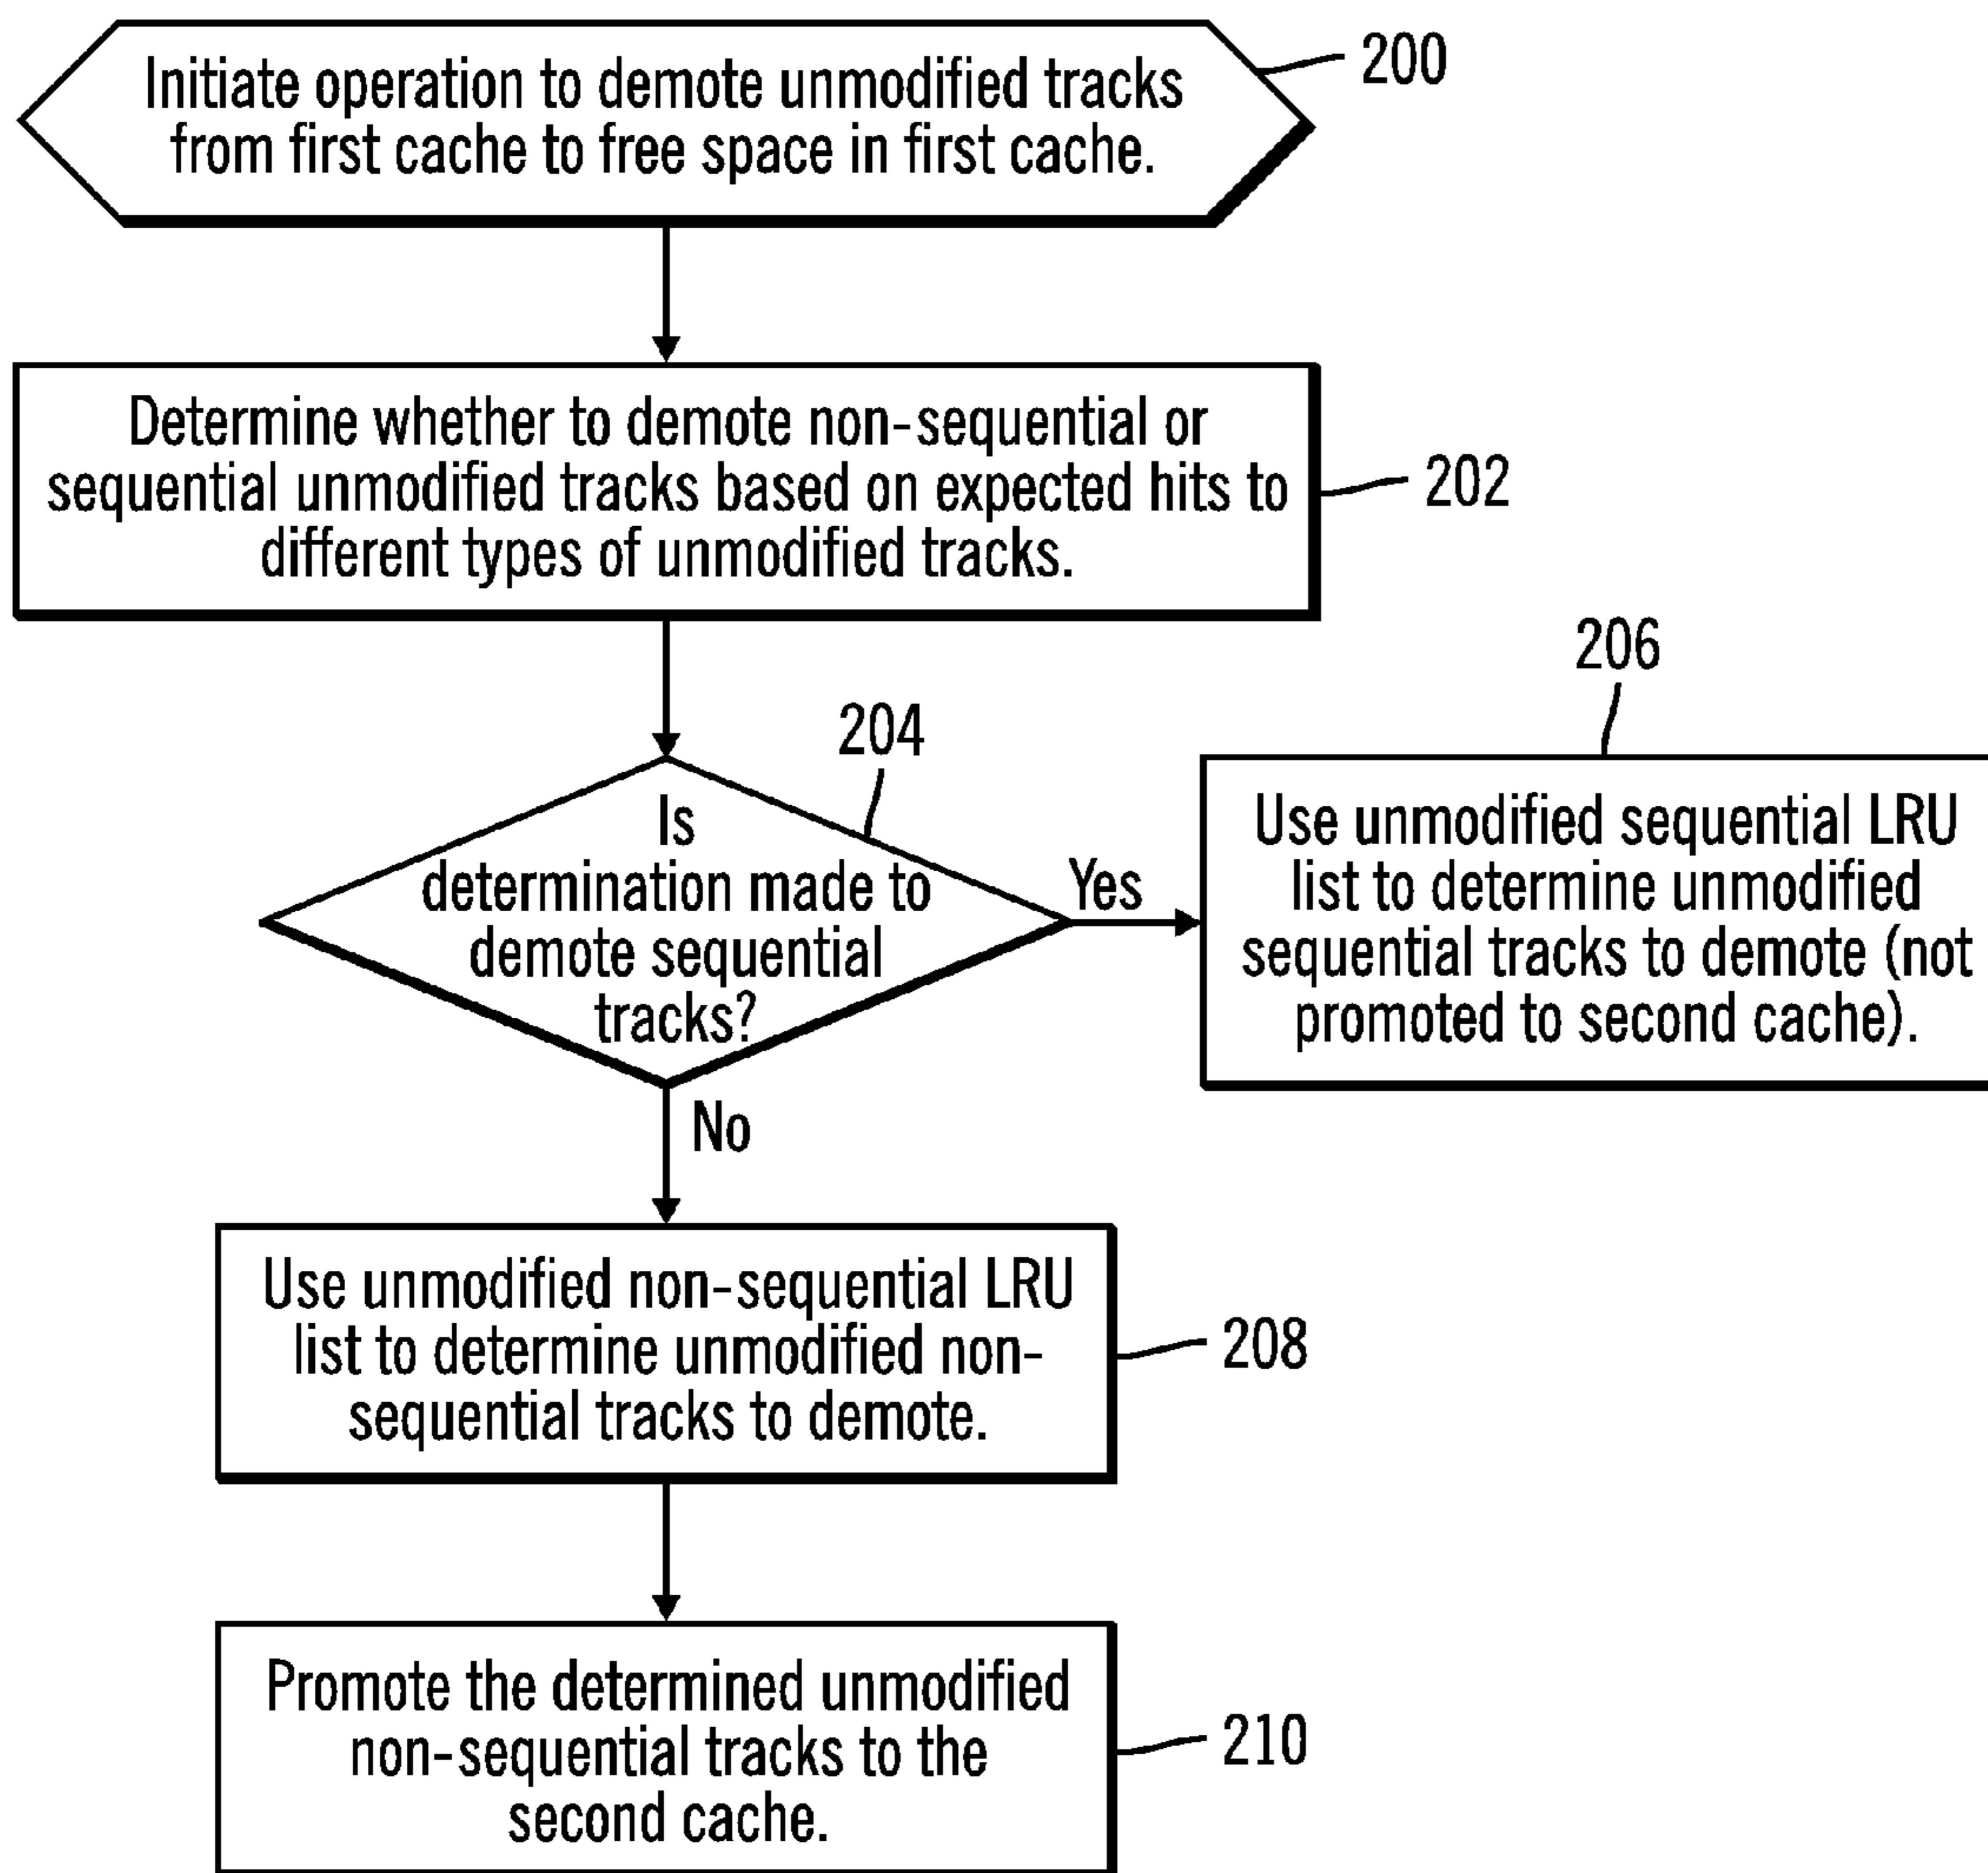 Initiate operation to demote unmodified tracks
from first cache to free space in first cache.
200
Determine whether to demote non-sequential or
sequential unmodified tracks based on expected hits to
different types of unmodified tracks.
202
204
Is
determination made to
demote sequential
tracks?
Yes
No
206
Use unmodified sequential LRU
list to determine unmodified
sequential tracks to demote (not
promoted to second cache).
Use unmodified non-sequential LRU
list to determine unmodified non-
sequential tracks to demote.
208
Promote the determined unmodified
non-sequential tracks to the
second cache.
210